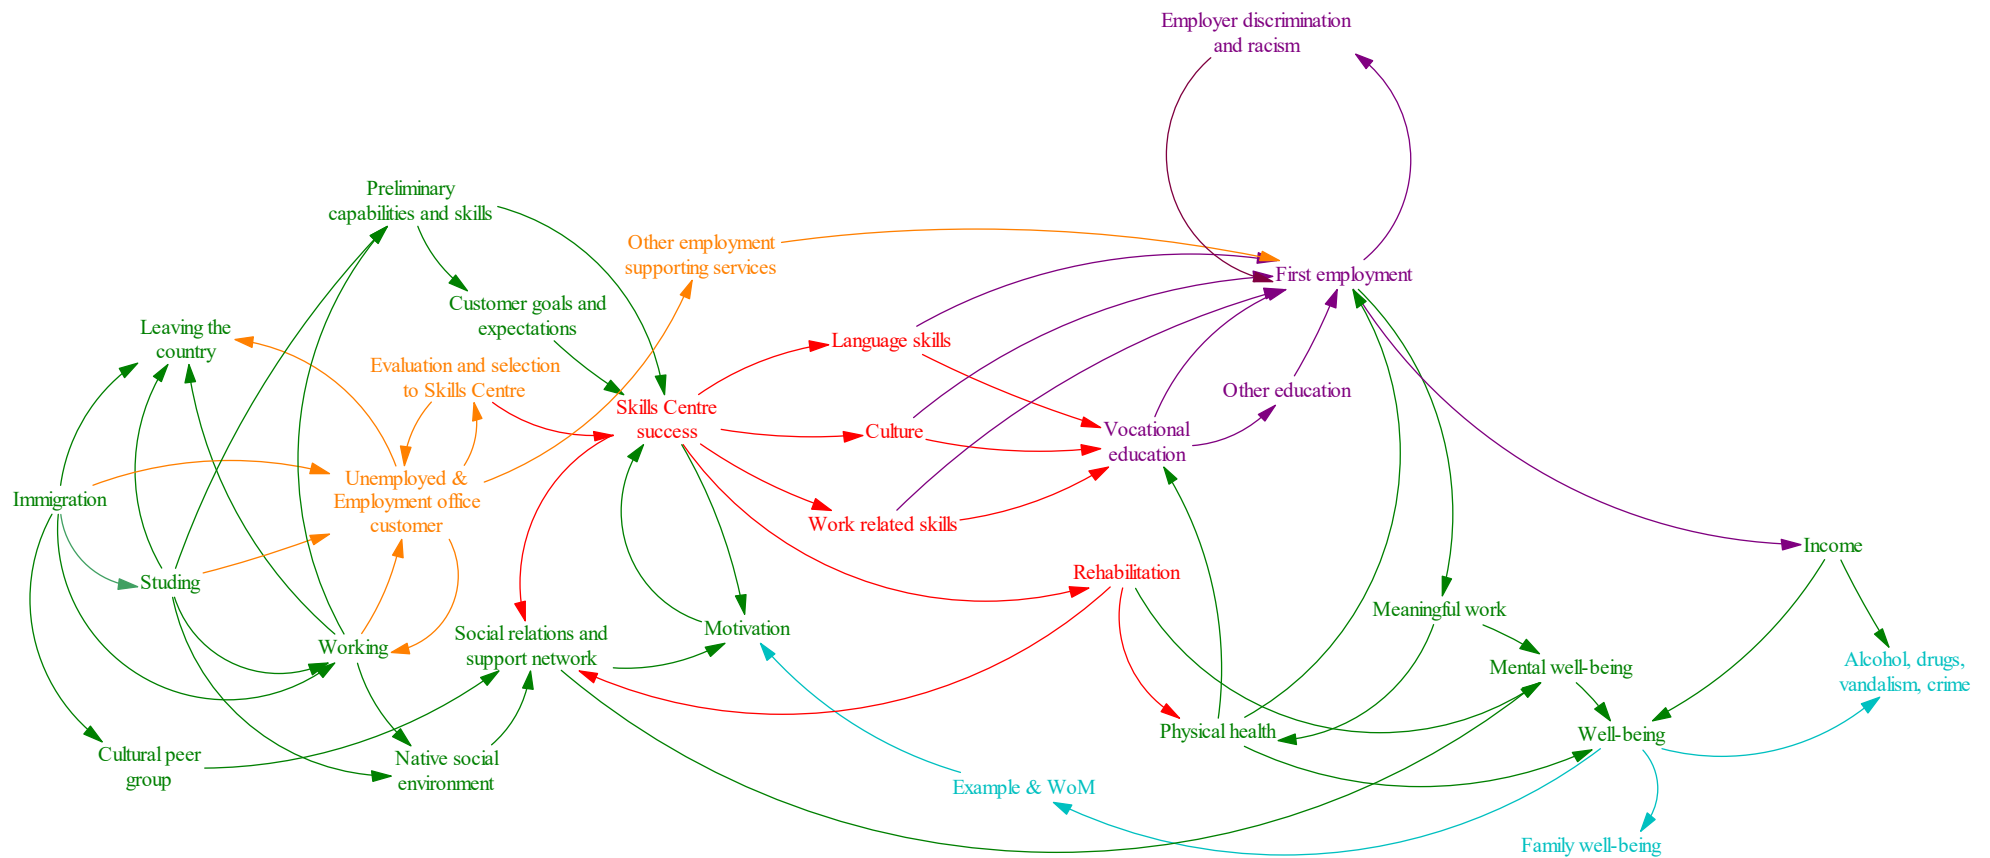 Employer discrimination
and racism
Preliminary
capabilities and skills
Other employment
supporting services
First employment
Customer goals and
expectations
Leaving the
country
Language skills
Evaluation and selection
to Skills Centre
Other education
Skills Centre
success
Culture
Vocational
education
Unemployed &
Employment office
customer
Immigration
Work related skills
Income
Studing
Rehabilitation
Meaningful work
Working
Social relations and
support network
Motivation
Mental well-being
Alcohol, drugs,
vandalism, crime
Physical health
Well-being
Cultural peer
group
Native social
environment
Example & WoM
Family well-being